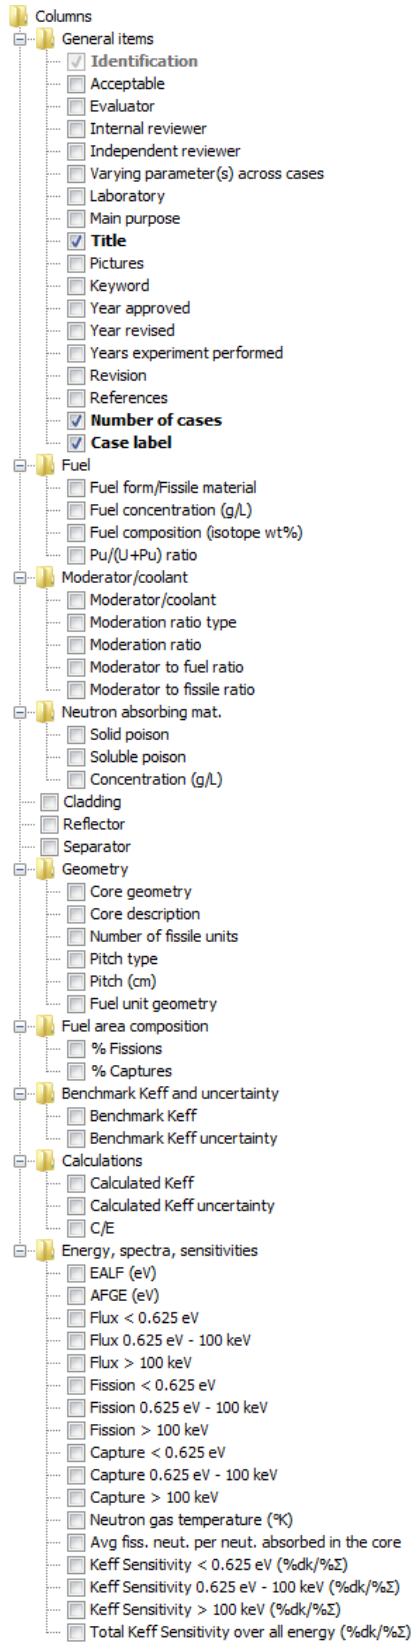 Columns
General items
Identification
Acceptable
Evaluator
Internal reviewer
Independent reviewer
Varying parameter(s) across cases
Laboratory
Main purpose
Title
Pictures
Keyword
Year approved
Year revised
Years experiment performed
Revision
References
Number of cases
Case label
Fuel
Fuel form/Fissile material
Fuel concentration (g/L)
Fuel composition (isotope wt%)
Pu/(U+Pu) ratio
Moderator/coolant
Moderator/coolant
Moderation ratio type
Moderation ratio
Moderator to fuel ratio
Moderator to fissile ratio
Neutron absorbing mat.
Solid poison
Soluble poison
Concentration (g/L)
Cladding
Reflector
Separator
Geometry
Core geometry
Core description
Number of fissile units
Pitch type
Pitch (cm)
Fuel unit geometry
Fuel area composition
% Fissions
% Captures
Benchmark Keff and uncertainty
Benchmark Keff
Benchmark Keff uncertainty
Calculations
Calculated Keff
Calculated Keff uncertainty
C/E
Energy, spectra, sensitivities
EALF (eV)
AFGE (eV)
Flux < 0.625 eV
Flux 0.625 eV - 100 keV
Flux > 100 keV
Fission < 0.625 eV
Fission 0.625 eV - 100 keV
Fission > 100 keV
Capture < 0.625 eV
Capture 0.625 eV - 100 keV
Capture > 100 keV
Neutron gas temperature (°K)
Avg fiss. neut. per neut. absorbed in the core
Keff Sensitivity < 0.625 eV (%dk/%Σ)
Keff Sensitivity 0.625 eV - 100 keV (%dk/%Σ)
Keff Sensitivity > 100 keV (%dk/%Σ)
Total Keff Sensitivity over all energy (%dk/%Σ)